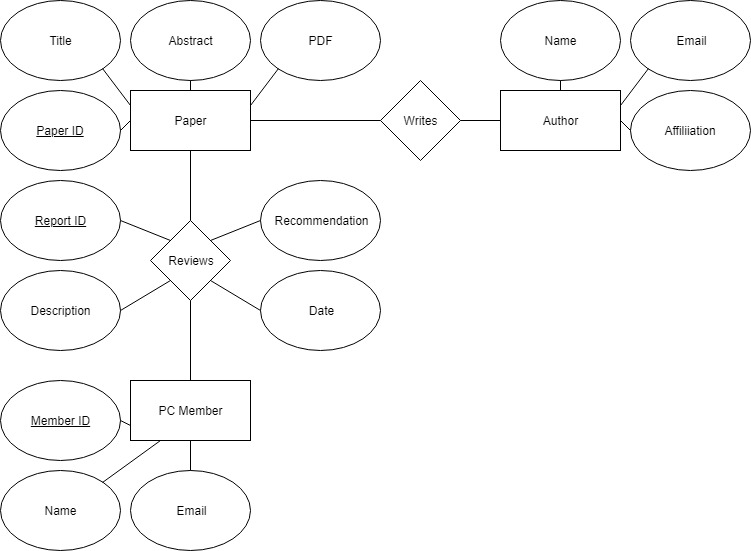 Title
Abstract
PDF
Name
Email
Paper ID
Paper
Writes
Author
Affiliiation
Report ID
Recommendation
Reviews
Description
Date
Member ID
PC Member
Name
Email